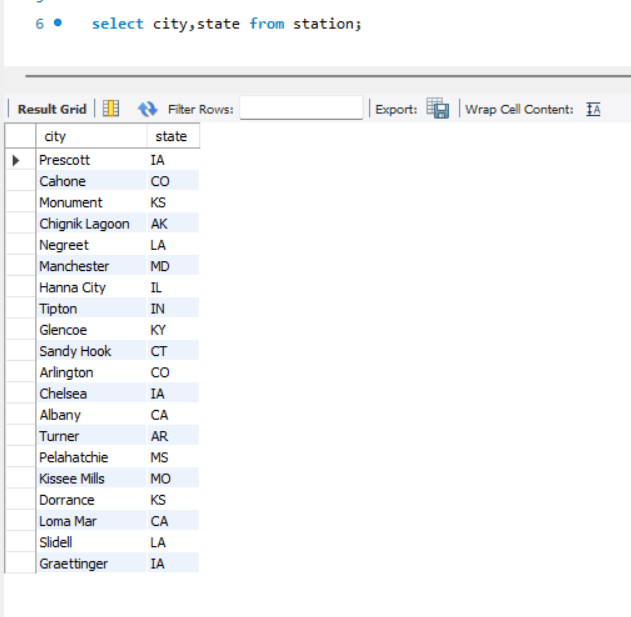 6 select city,state from station;
Result Grid Filter Rows: Export: Wrap Cell Content: IA
city state
Prescott IA
Cahone CO
Monument KS
Chignik Lagoon AK
Negreet LA
Manchester MD
Hanna City IL
Tipton IN
Glencoe KY
Sandy Hook CT
Arlington CO
Chelsea IA
Albany CA
Turner AR
Pelahatchie MS
Kissee Mills MO
Dorrance KS
Loma Mar CA
Slidell LA
Graettinger IA